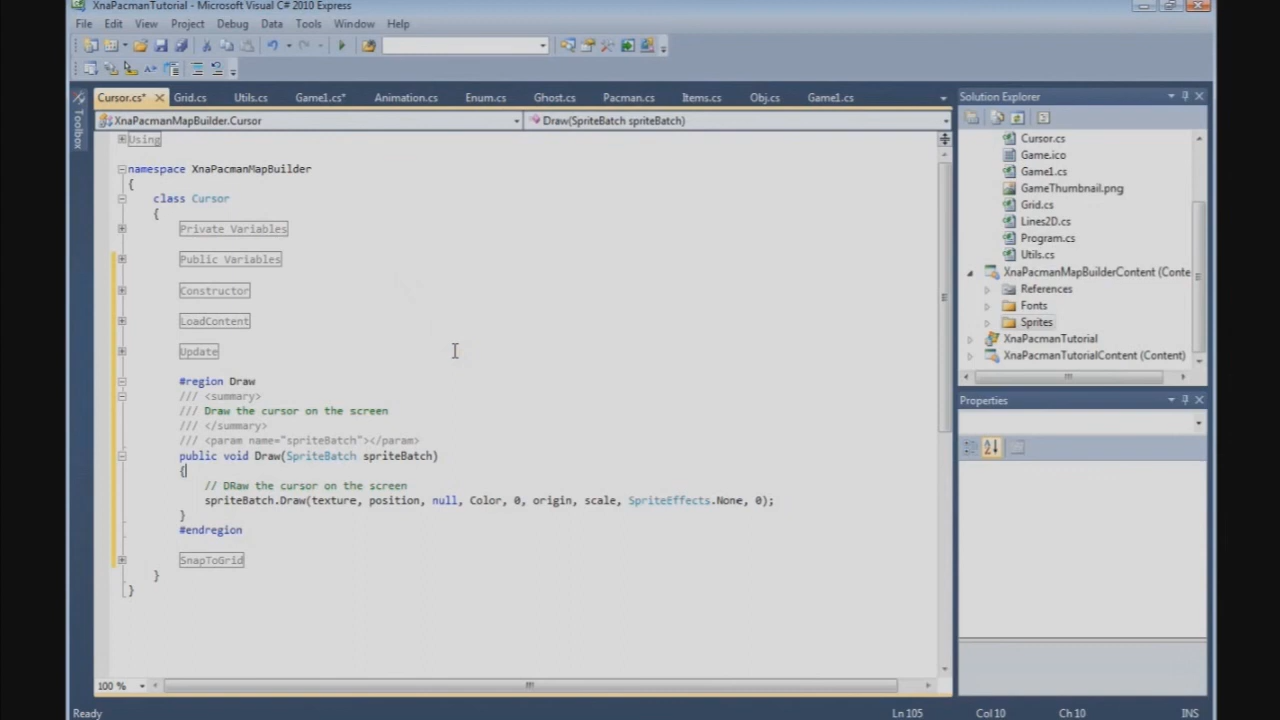 XnaPacmanTutorial - Microsoft Visual C# 2010 Express
File Edit View Project Debug Data Tools Window Help
Cursor.cs* Grid.cs Utils.cs Game1.cs* Animation.cs Enum.cs Ghost.cs Pacman.cs Items.cs Obj.cs Game1.cs
XnaPacmanMapBuilder.Cursor Draw(SpriteBatch spriteBatch)
Toolbox
Using
namespace XnaPacmanMapBuilder
{
class Cursor
{
Private Variables
Public Variables
Constructor
LoadContent
Update
#region Draw
/// <summary>
/// Draw the cursor on the screen
/// </summary>
/// <param name="spriteBatch"></param>
public void Draw(SpriteBatch spriteBatch)
{
// DRaw the cursor on the screen
spriteBatch.Draw(texture, position, null, Color, 0, origin, scale, SpriteEffects.None, 0);
}
#endregion
SnapToGrid
}
}
100 %
Solution Explorer
Cursor.cs
Game.ico
Game1.cs
GameThumbnail.png
Grid.cs
Lines2D.cs
Program.cs
Utils.cs
XnaPacmanMapBuilderContent (Conte
References
Fonts
Sprites
XnaPacmanTutorial
XnaPacmanTutorialContent (Content)
Properties
Ready Ln 105 Col 10 Ch 10 INS